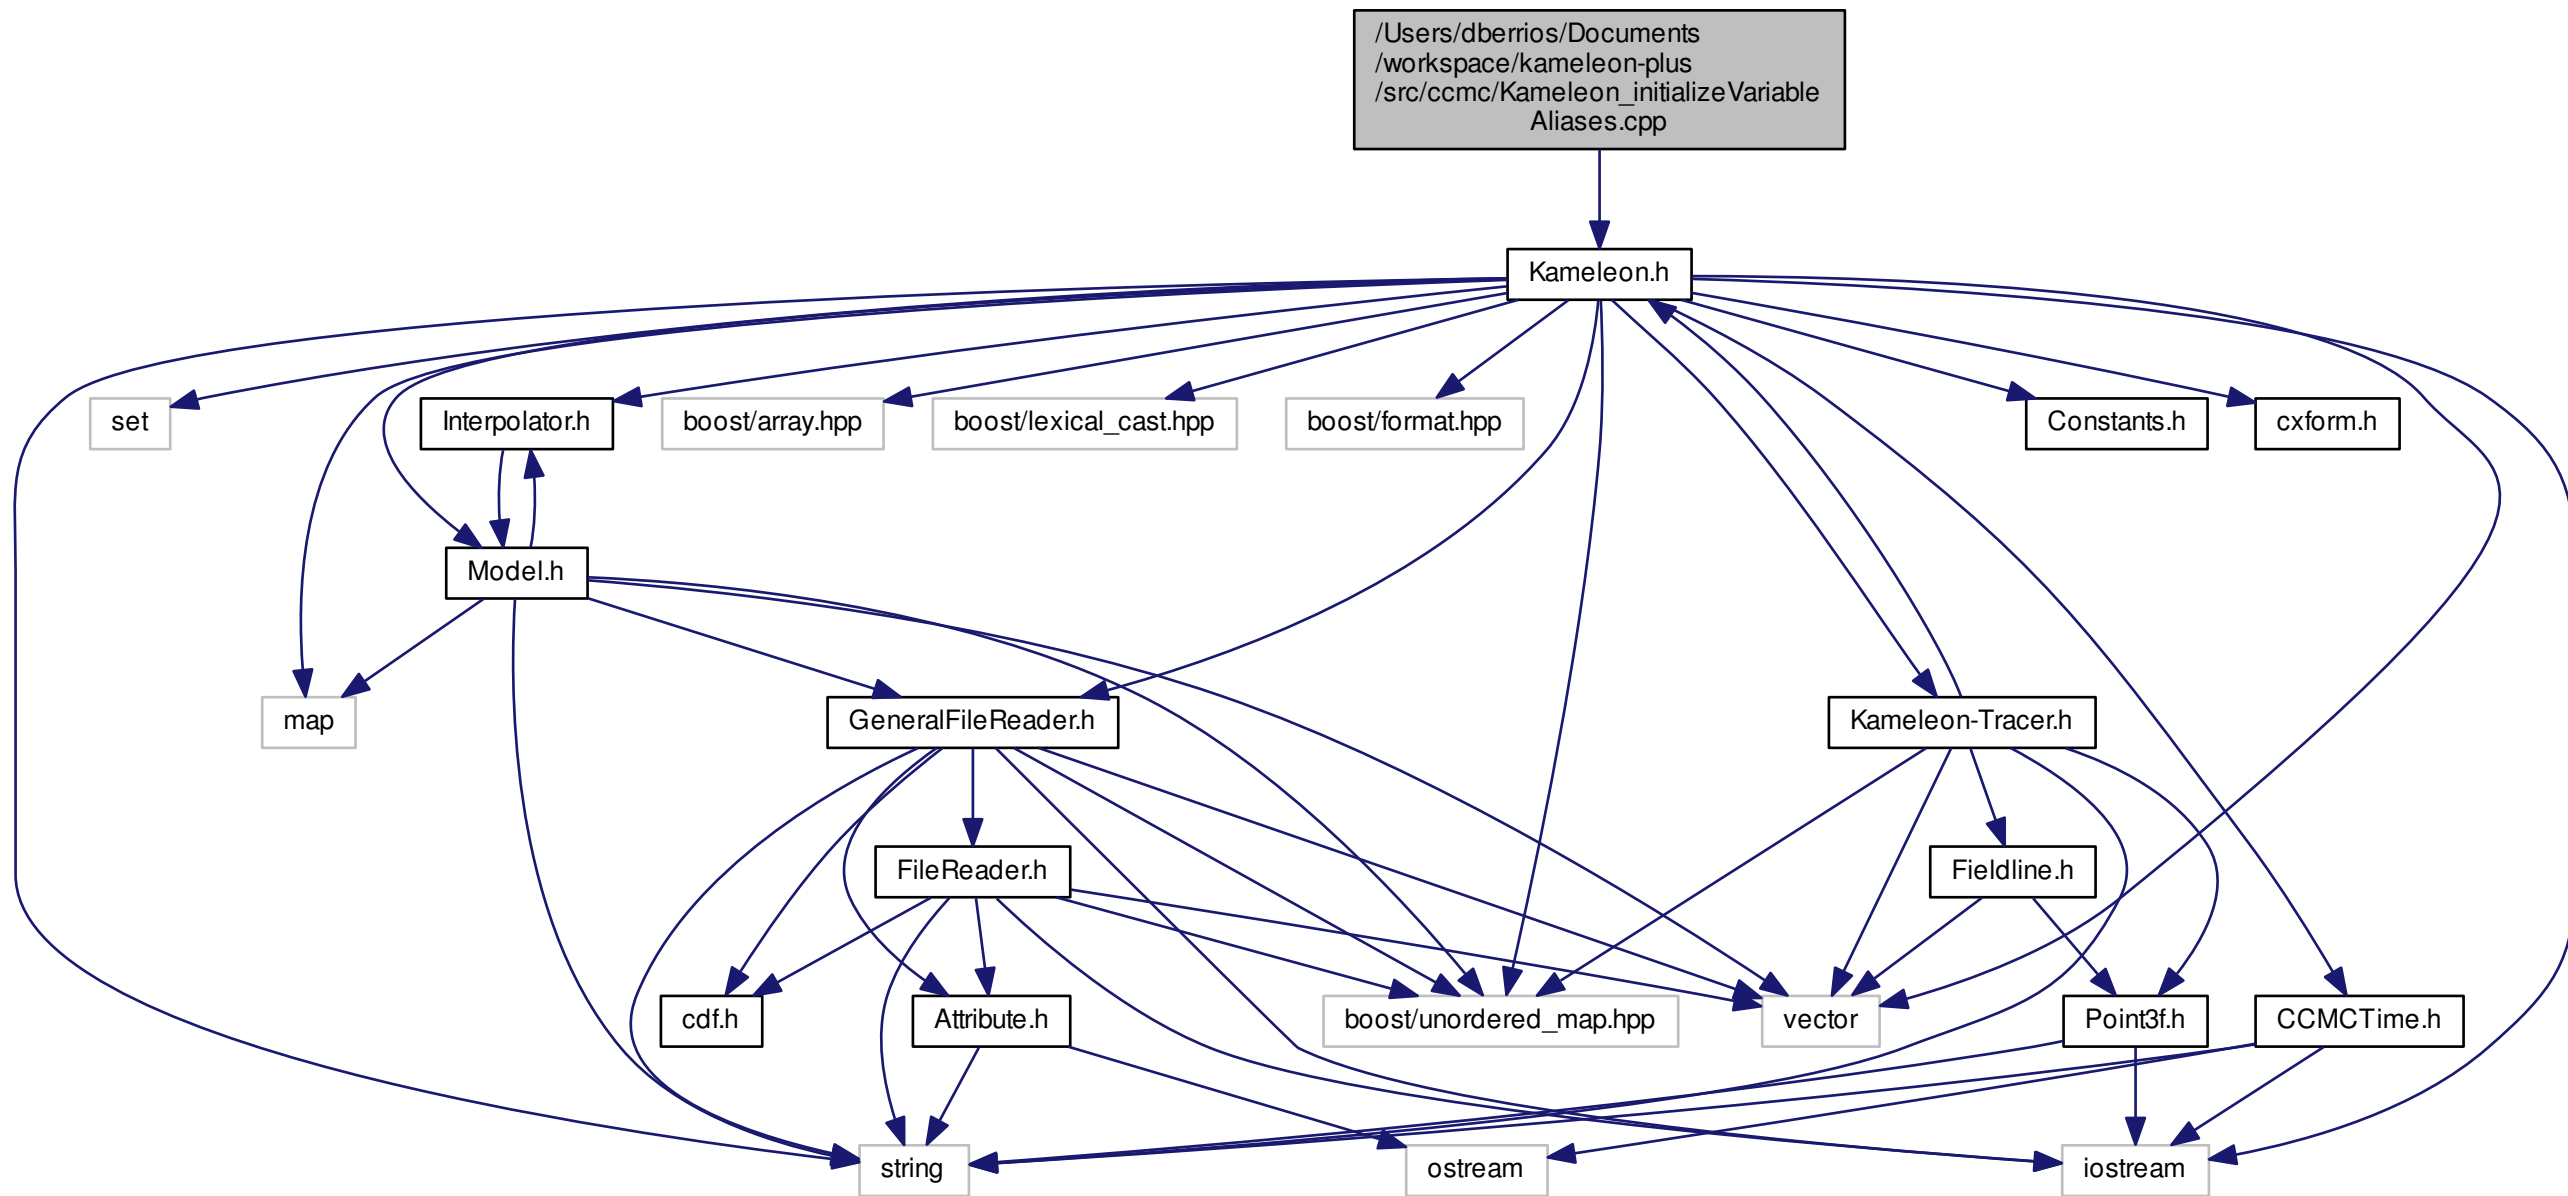 /Users/dberrios/Documents
/workspace/kameleon-plus
/src/ccmc/Kameleon_initializeVariable
Aliases.cpp
Kameleon.h
set
Interpolator.h
boost/array.hpp
boost/lexical_cast.hpp
boost/format.hpp
Constants.h
cxform.h
Model.h
map
GeneralFileReader.h
Kameleon-Tracer.h
FileReader.h
Fieldline.h
cdf.h
Attribute.h
boost/unordered_map.hpp
vector
Point3f.h
CCMCTime.h
string
ostream
iostream